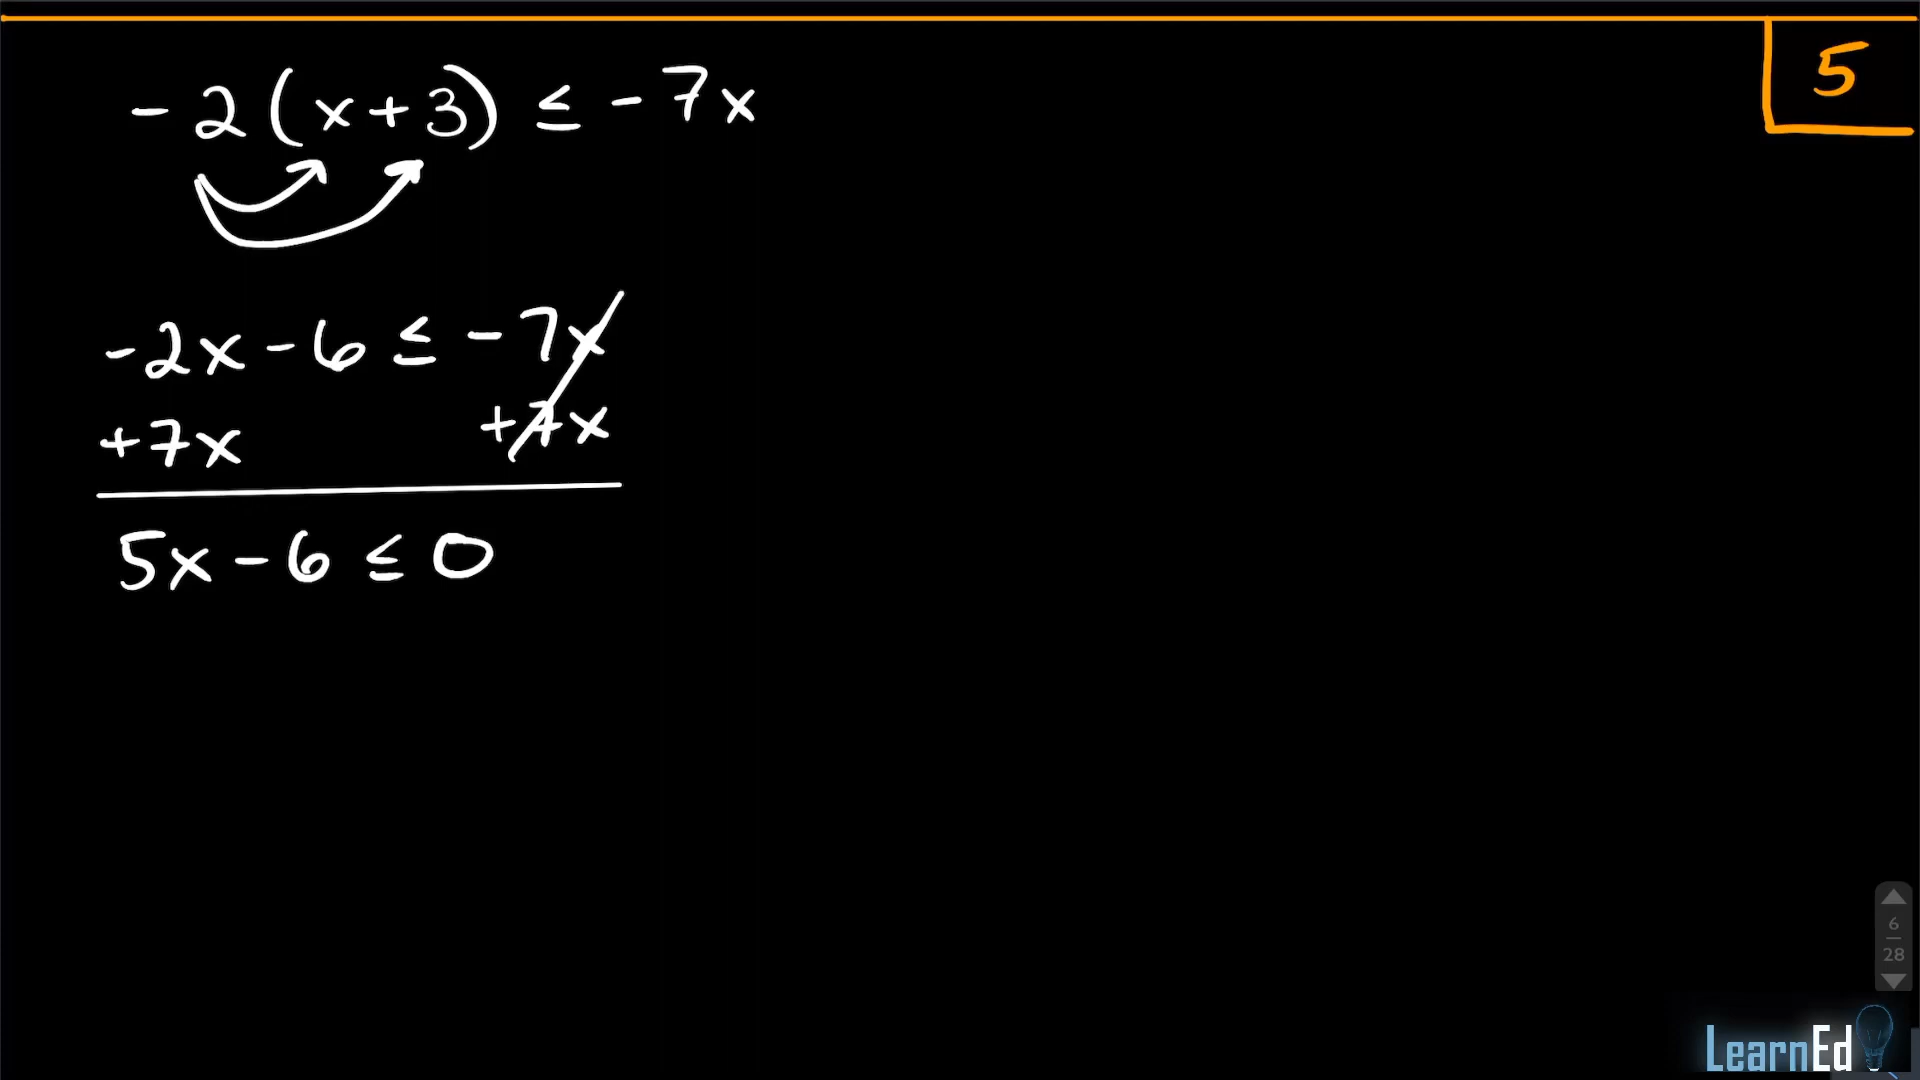 -2(x+3) ≤ -7x
5
-2x-6 ≤ -7x
+7x +7x
5x-6 ≤ 0
6
28
LearnEd